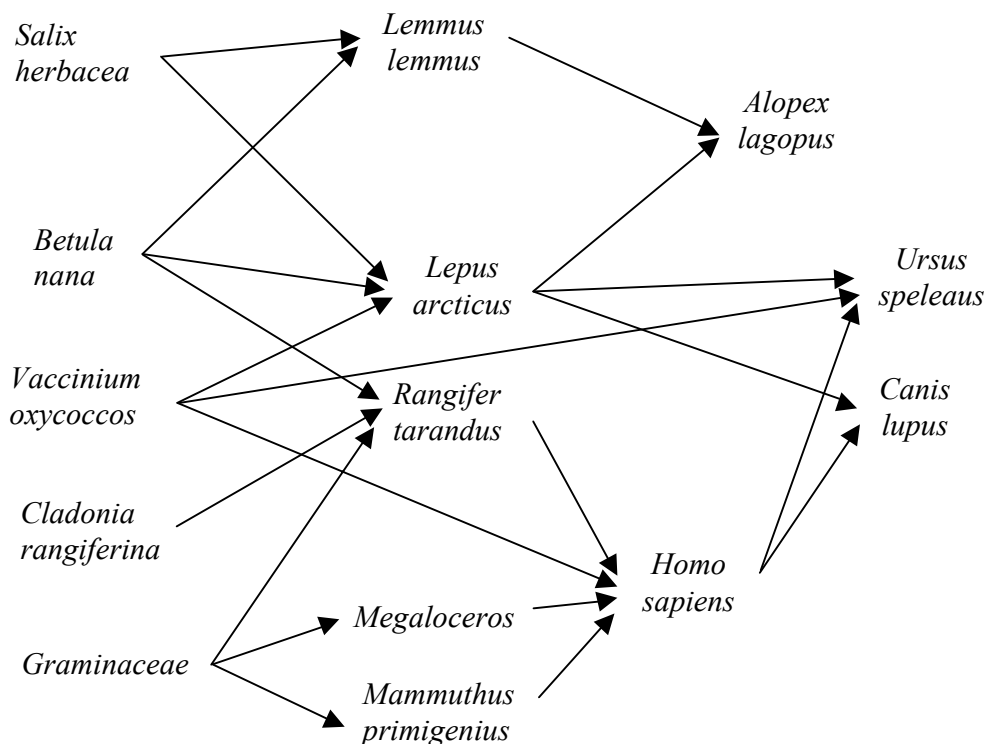 Salix
herbacea
Lemmus
lemmus
Alopex
lagopus
Betula
nana
Lepus
arcticus
Ursus
speleaus
Vaccinium
oxycoccos
Rangifer
tarandus
Canis
lupus
Cladonia
rangiferina
Homo
sapiens
Megaloceros
Graminaceae
Mammuthus
primigenius